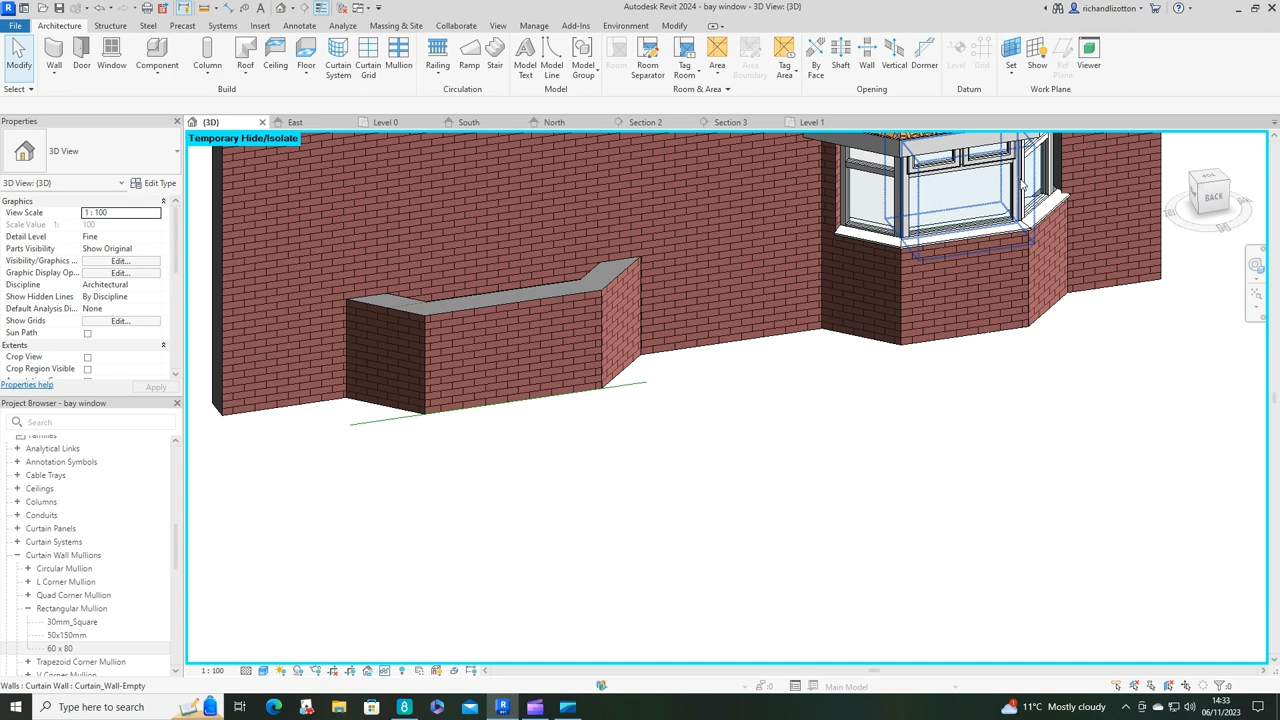 Autodesk Revit 2024 - bay window - 3D View: {3D}
richandlizotton
File Architecture Structure Steel Precast Systems Insert Annotate Analyze Massing & Site Collaborate View Manage Add-Ins Environment Modify
Modify Wall Door Window Component Column Roof Ceiling Floor Curtain System Curtain Grid Mullion Railing Ramp Stair Model Text Model Line Model Group Room Room Separator Tag Room Area Area Boundary Tag Area By Face Shaft Wall Vertical Dormer Level Grid Set Show Ref Plane Viewer
Select Build Circulation Model Room & Area Opening Datum Work Plane
Properties
{3D} Level 0 East South North Section 2 Section 3 Level 1
Temporary Hide/Isolate
3D View
3D View: {3D} Edit Type
Graphics
View Scale 1 : 100
Scale Value 1: 100
Detail Level Fine
Parts Visibility Show Original
Visibility/Graphics ... Edit...
Graphic Display Op... Edit...
Discipline Architectural
Show Hidden Lines By Discipline
Default Analysis Di... None
Show Grids Edit...
Sun Path
Extents
Crop View
Crop Region Visible
Properties help Apply
Project Browser - bay window
Search
Families
Analytical Links
Annotation Symbols
Cable Trays
Ceilings
Columns
Conduits
Curtain Panels
Curtain Systems
Curtain Wall Mullions
Circular Mullion
L Corner Mullion
Quad Corner Mullion
Rectangular Mullion
30mm_Square
50x150mm
60 x 80
Trapezoid Corner Mullion
V Corner Mullion
TOP
BACK
1 : 100
Walls : Curtain Wall : Curtain_Wall-Empty
:0 Main Model :0
Type here to search
11°C Mostly cloudy
14:33
06/11/2023